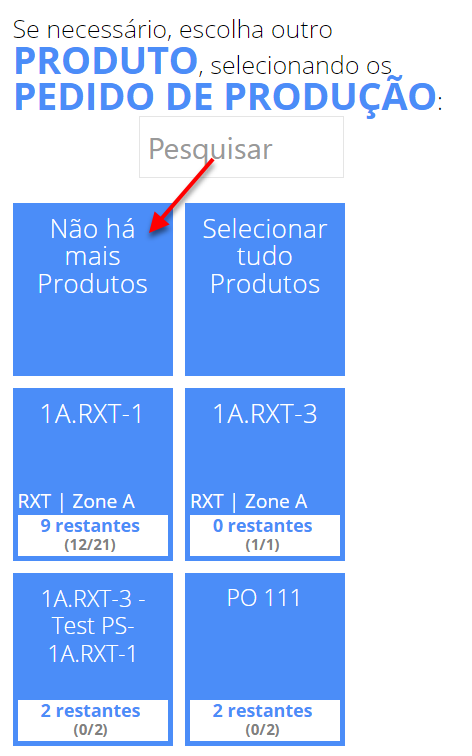 Se necessário, escolha outro
PRODUTO, selecionando os
PEDIDO DE PRODUÇÃO:
Pesquisar
Não há
mais
Produtos
Selecionar
tudo
Produtos
1A.RXT-1
RXT | Zone A
9 restantes
(12/21)
1A.RXT-3
RXT | Zone A
0 restantes
(1/1)
1A.RXT-3 -
Test PS-
1A.RXT-1
2 restantes
(0/2)
PO 111
2 restantes
(0/2)